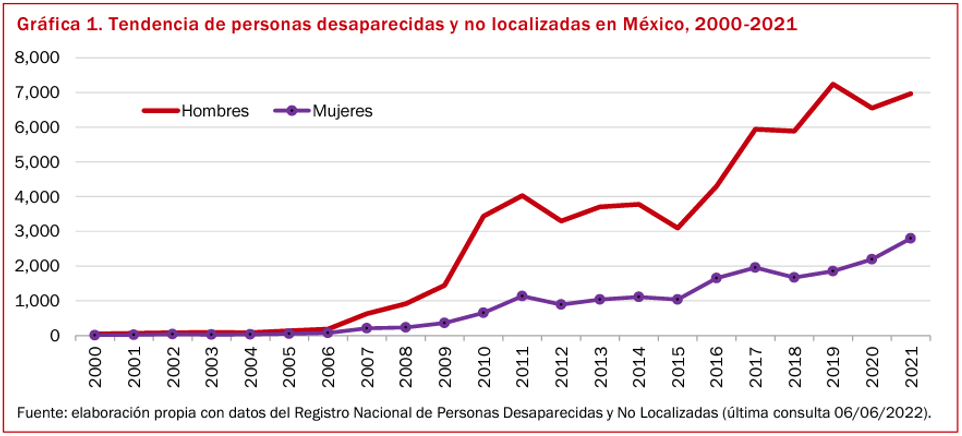 Gráfica 1. Tendencia de personas desaparecidas y no localizadas en México, 2000-2021
8,000
7,000
6,000
5,000
4,000
3,000
2,000
1,000
0
Hombres Mujeres
2000 2001 2002 2003 2004 2005 2006 2007 2008 2009 2010 2011 2012 2013 2014 2015 2016 2017 2018 2019 2020 2021
Fuente: elaboración propia con datos del Registro Nacional de Personas Desaparecidas y No Localizadas (última consulta 06/06/2022).